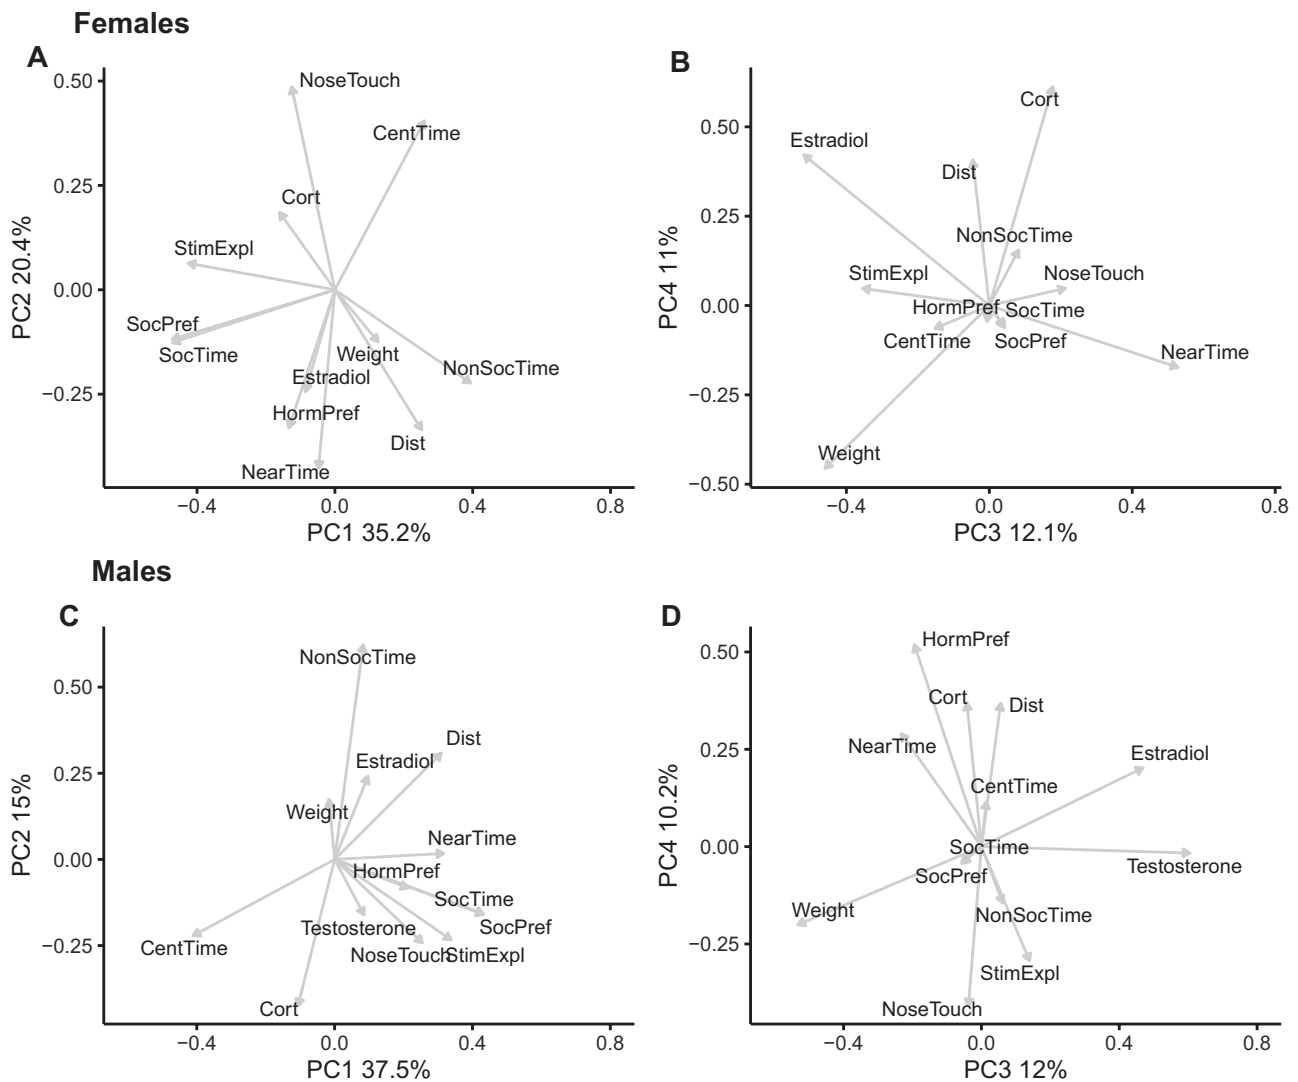 Females
A
0.50
0.25
0.00
−0.25
PC2 20.4%
NoseTouch
CentTime
Cort
StimExpl
SocPref
SocTime
Weight
Estradiol
NonSocTime
HormPref
Dist
NearTime
−0.4
0.0
0.4
0.8
PC1 35.2%
B
0.50
0.25
0.00
−0.25
−0.50
PC4 11%
Cort
Estradiol
Dist
NonSocTime
StimExpl
NoseTouch
HormPref
SocTime
CentTime
SocPref
NearTime
Weight
−0.4
0.0
0.4
0.8
PC3 12.1%
Males
C
0.50
0.25
0.00
−0.25
PC2 15%
NonSocTime
Dist
Estradiol
Weight
NearTime
HormPref
SocTime
Testosterone
SocPref
CentTime
NoseTouch
StimExpl
Cort
−0.4
0.0
0.4
0.8
PC1 37.5%
D
0.50
0.25
0.00
−0.25
PC4 10.2%
HormPref
Cort
Dist
NearTime
Estradiol
CentTime
SocTime
Testosterone
SocPref
Weight
NonSocTime
StimExpl
NoseTouch
−0.4
0.0
0.4
0.8
PC3 12%